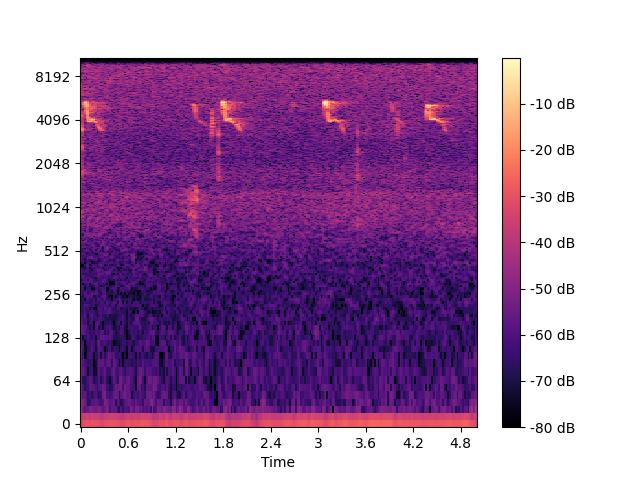 8192
4096
2048
1024
512
256
128
64
0
Hz
0 0.6 1.2 1.8 2.4 3 3.6 4.2 4.8
Time
-10 dB
-20 dB
-30 dB
-40 dB
-50 dB
-60 dB
-70 dB
-80 dB